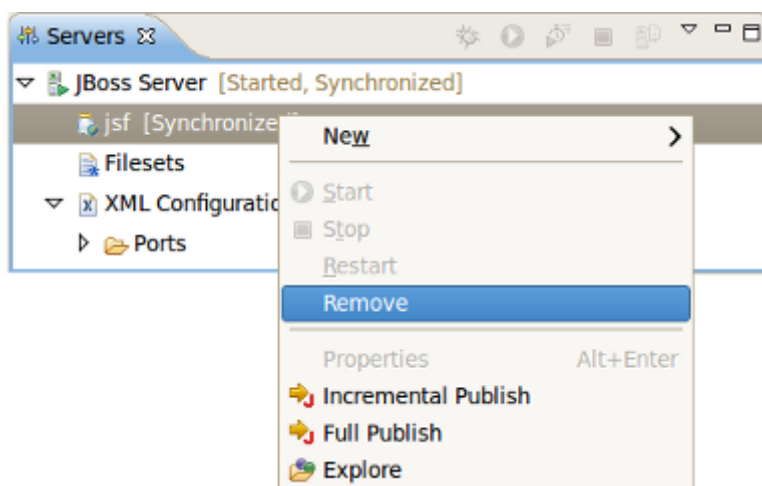 Servers
JBoss Server [Started, Synchronized]
jsf [Synchronize
New
Filesets
XML Configuratio
Start
Stop
Ports
Restart
Remove
Properties Alt+Enter
Incremental Publish
Full Publish
Explore